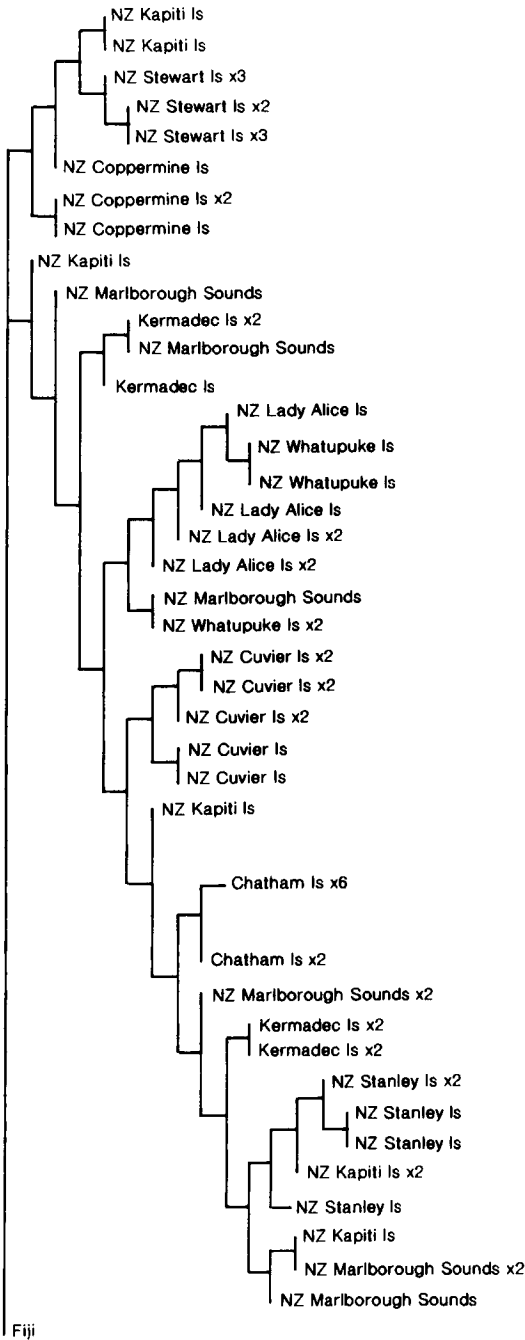 NZ Kapiti Is
NZ Kapiti Is
NZ Stewart Is x3
NZ Stewart Is x2
NZ Stewart Is x3
NZ Coppermine Is
NZ Coppermine Is x2
NZ Coppermine Is
NZ Kapiti Is
NZ Marlborough Sounds
Kermadec Is x2
NZ Marlborough Sounds
Kermadec Is
NZ Lady Alice Is
NZ Whatupuke Is
NZ Whatupuke Is
NZ Lady Alice Is
NZ Lady Alice Is x2
NZ Lady Alice Is x2
NZ Marlborough Sounds
NZ Whatupuke Is x2
NZ Cuvier Is x2
NZ Cuvier Is x2
NZ Cuvier Is x2
NZ Cuvier Is
NZ Cuvier Is
NZ Kapiti Is
Chatham Is x6
Chatham Is x2
NZ Marlborough Sounds x2
Kermadec Is x2
Kermadec Is x2
NZ Stanley Is x2
NZ Stanley Is
NZ Stanley Is
NZ Kapiti Is x2
NZ Stanley Is
NZ Kapiti Is
NZ Marlborough Sounds x2
NZ Marlborough Sounds
Fiji